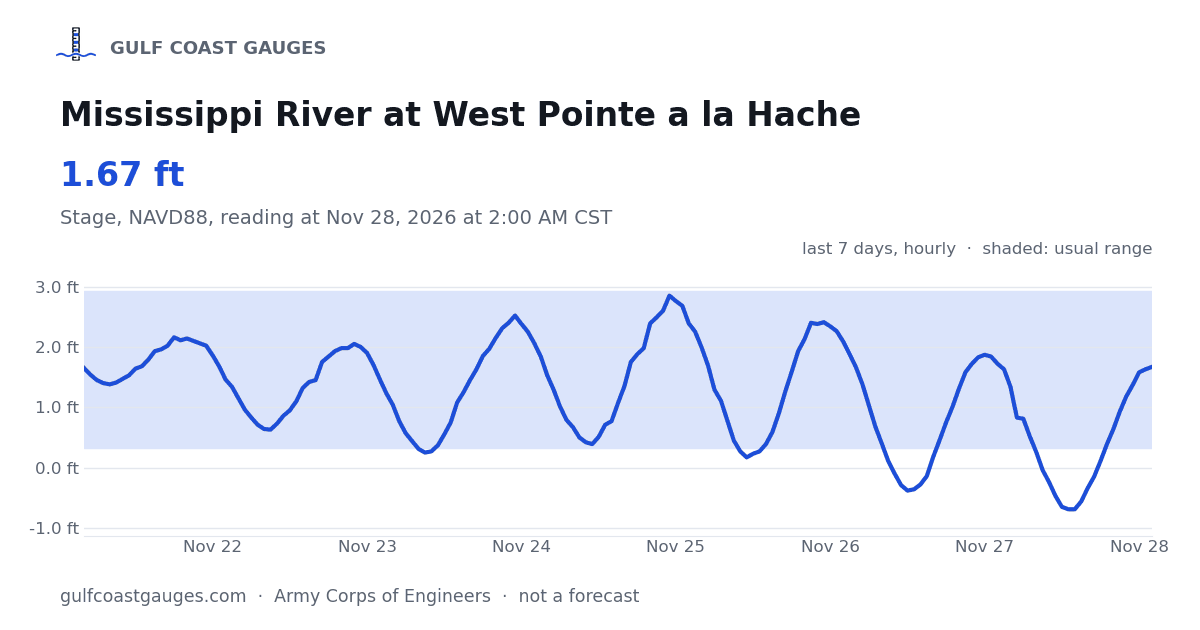 GULF COAST GAUGES
Mississippi River at West Pointe a la Hache
1.67 ft
Stage, NAVD88, reading at Nov 28, 2026 at 2:00 AM CST
last 7 days, hourly · shaded: usual range
3.0 ft
2.0 ft
1.0 ft
0.0 ft
-1.0 ft
Nov 22 Nov 23 Nov 24 Nov 25 Nov 26 Nov 27 Nov 28
gulfcoastgauges.com · Army Corps of Engineers · not a forecast